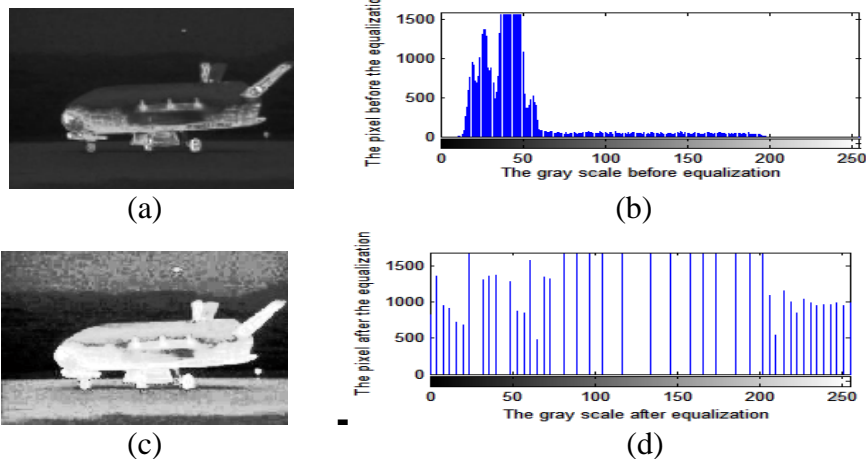 (a)
The pixel before the equalization
1500
1000
500
0
0 50 100 150 200 250
The gray scale before equalization
(b)
(c)
The pixel after the equalization
1500
1000
500
0
0 50 100 150 200 250
The gray scale after equalization
(d)